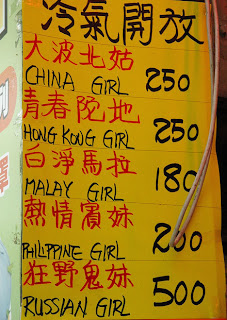 冷氣開放
大波北姑
CHINA GIRL 250
青春陀地
HONG KONG GIRL 250
白淨馬拉
MALAY GIRL 180
熱情賓妹
PHILIPPINE GIRL 200
狂野鬼妹
RUSSIAN GIRL 500